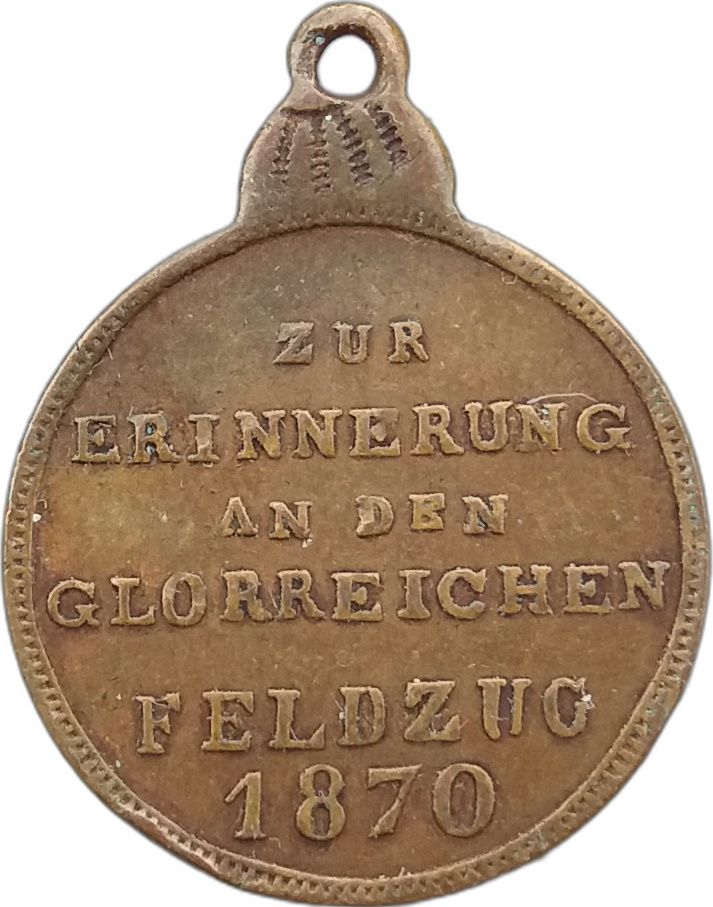 ZUR
ERINNERUNG
AN DEN
GLORREICHEN
FELDZUG
1870